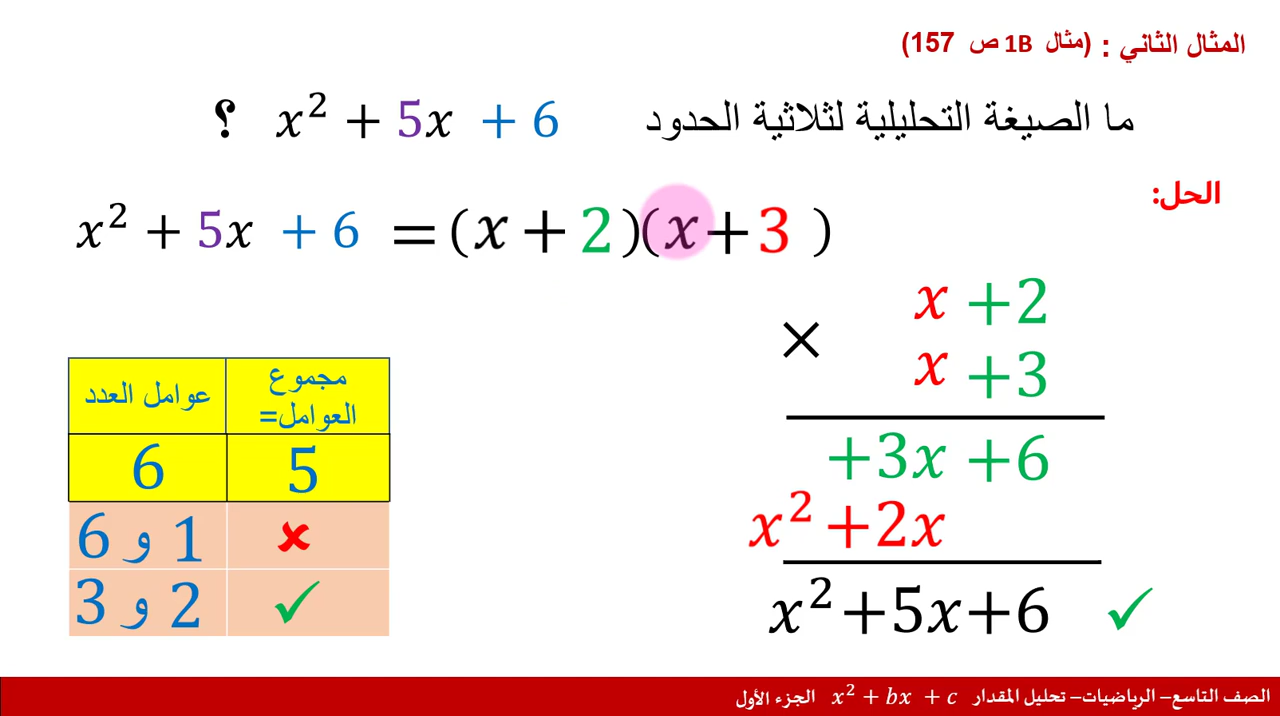 المثال الثاني : (مثال 1B ص 157)
ما الصيغة التحليلية لثلاثية الحدود x² + 5x + 6 ؟
الحل:
x² + 5x + 6 = (x + 2)(x + 3 )
x +2
×
x +3
+3x +6
x² +2x
x² +5x+6 ✓
عوامل العدد
مجموع العوامل=
6
5
1 و 6
✘
2 و 3
✓
الصف التاسع– الرياضيات– تحليل المقدار x² + bx + c الجزء الأول